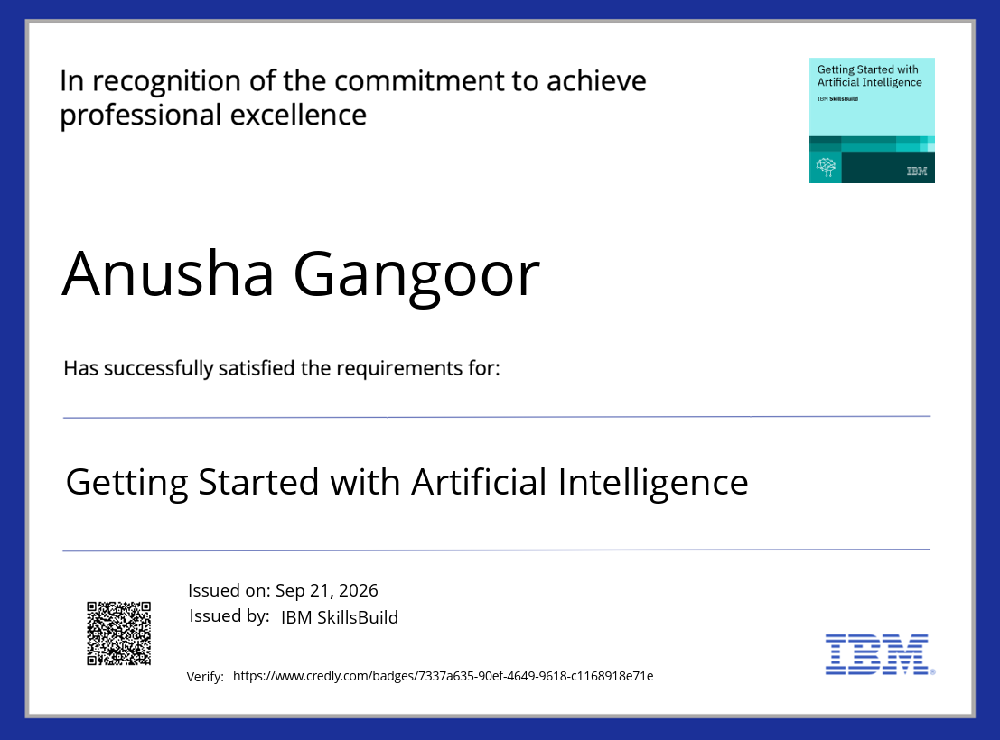 In recognition of the commitment to achieve
professional excellence
Getting Started with
Artificial Intelligence
IBM SkillsBuild
IBM
Anusha Gangoor
Has successfully satisfied the requirements for:
Getting Started with Artificial Intelligence
Issued on: Sep 21, 2026
Issued by: IBM SkillsBuild
Verify: https://www.credly.com/badges/7337a635-90ef-4649-9618-c1168918e71e
IBM®